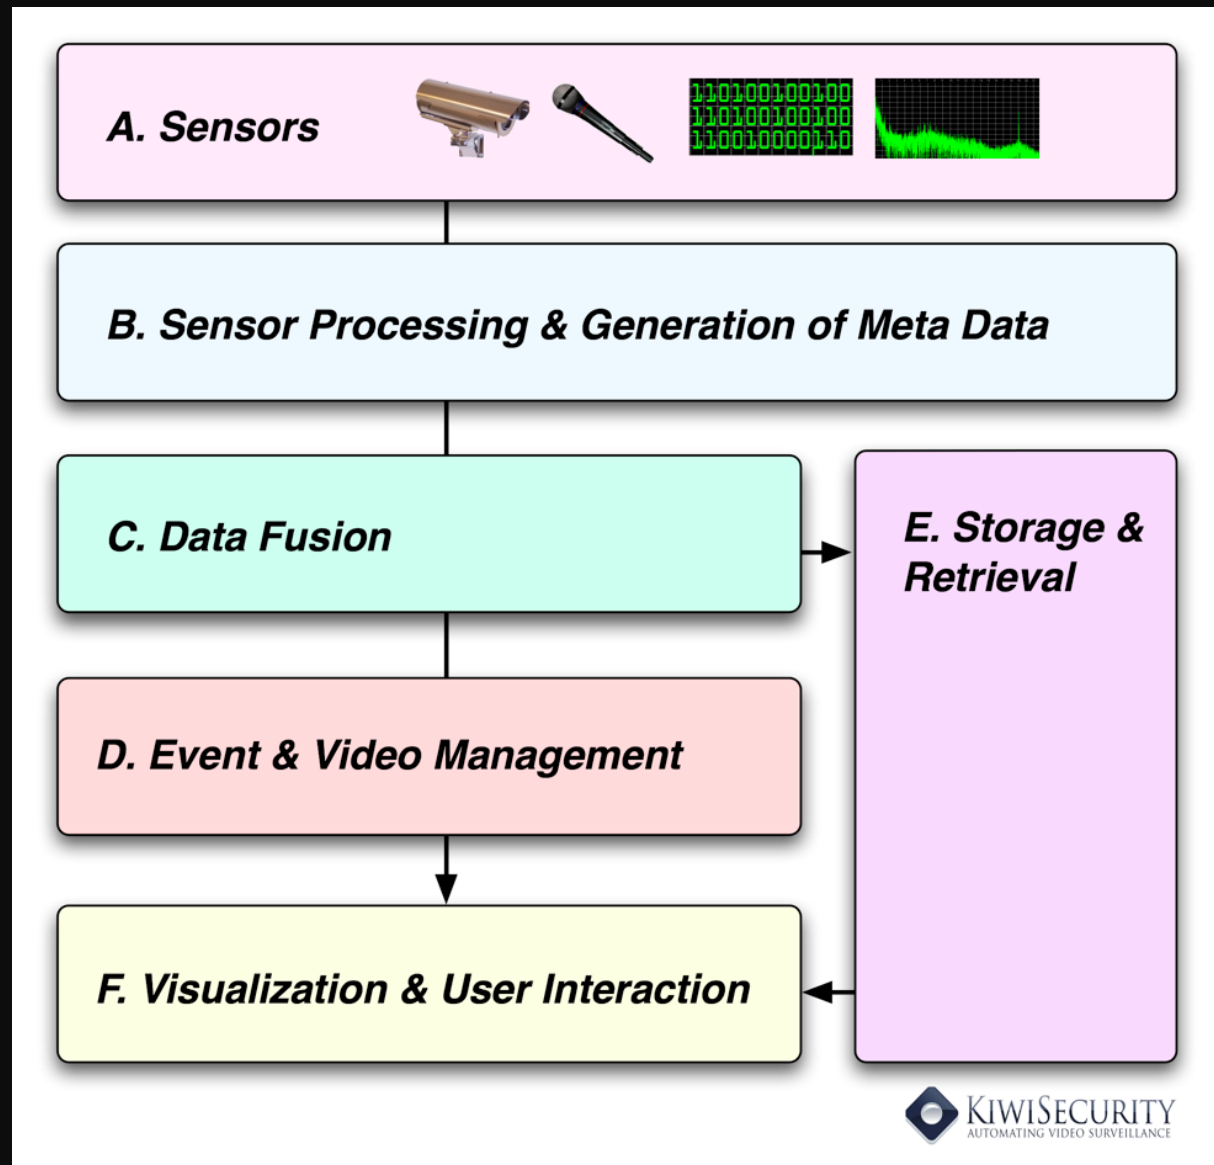 A. Sensors
110100100100
110100100100
110010000110
B. Sensor Processing & Generation of Meta Data
C. Data Fusion
E. Storage &
Retrieval
D. Event & Video Management
F. Visualization & User Interaction
KIWISECURITY
AUTOMATING VIDEO SURVEILLANCE